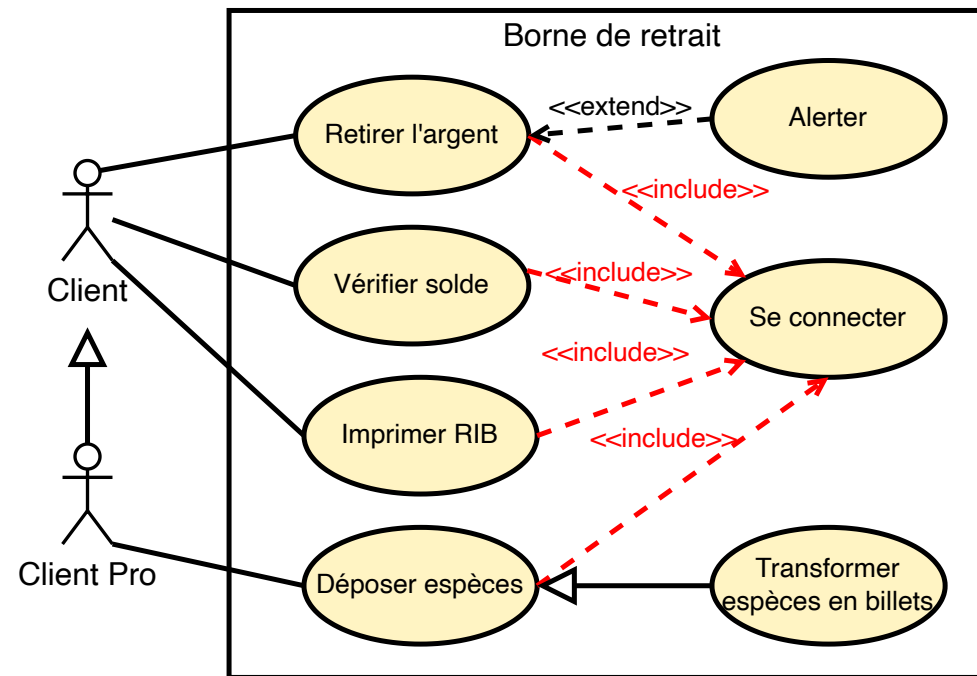 Borne de retrait
Retirer l'argent
<<extend>>
Alerter
<<include>>
Client
Vérifier solde
<<include>>
Se connecter
<<include>>
Imprimer RIB
<<include>>
Client Pro
Déposer espèces
Transformer
espèces en billets